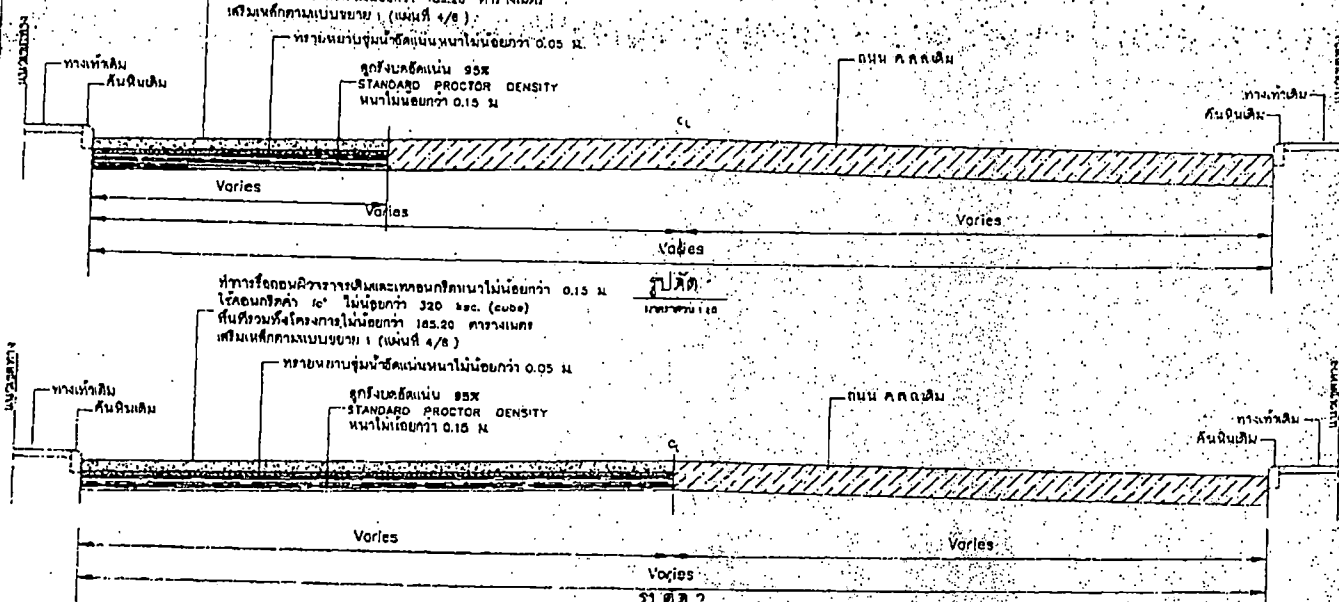 เสริมเหล็กตามแบบขยาย 1 (แผ่นที่ 4/8)
ทรายหยาบชุ่มน้ำอัดแน่นหนาไม่น้อยกว่า 0.05 ม.
ทางเท้าเดิม
คันหินเดิม
ลูกรังบดอัดแน่น 95%
STANDARD PROCTOR DENSITY
หนาไม่น้อยกว่า 0.15 ม
ถนน ค.ส.ล.เดิม
ทางเท้าเดิม
คันหินเดิม
CL
Varies
Varies
Varies
Varies
รูปตัด
ทำการรื้อถอนผิวจราจรเดิมและเทคอนกรีตหนาไม่น้อยกว่า 0.15 ม
ใช้คอนกรีตค่า fc' ไม่น้อยกว่า 320 ksc. (cube)
พื้นที่รวมทั้งโครงการไม่น้อยกว่า 185.20 ตารางเมตร
เสริมเหล็กตามแบบขยาย 1 (แผ่นที่ 4/8)
ทรายหยาบชุ่มน้ำอัดแน่นหนาไม่น้อยกว่า 0.05 ม
แนวเขตทาง
ทางเท้าเดิม
คันหินเดิม
ลูกรังบดอัดแน่น 95%
STANDARD PROCTOR DENSITY
หนาไม่น้อยกว่า 0.15 ม
ถนน ค.ส.ล.เดิม
ทางเท้าเดิม
คันหินเดิม
Varies
Varies
Varies